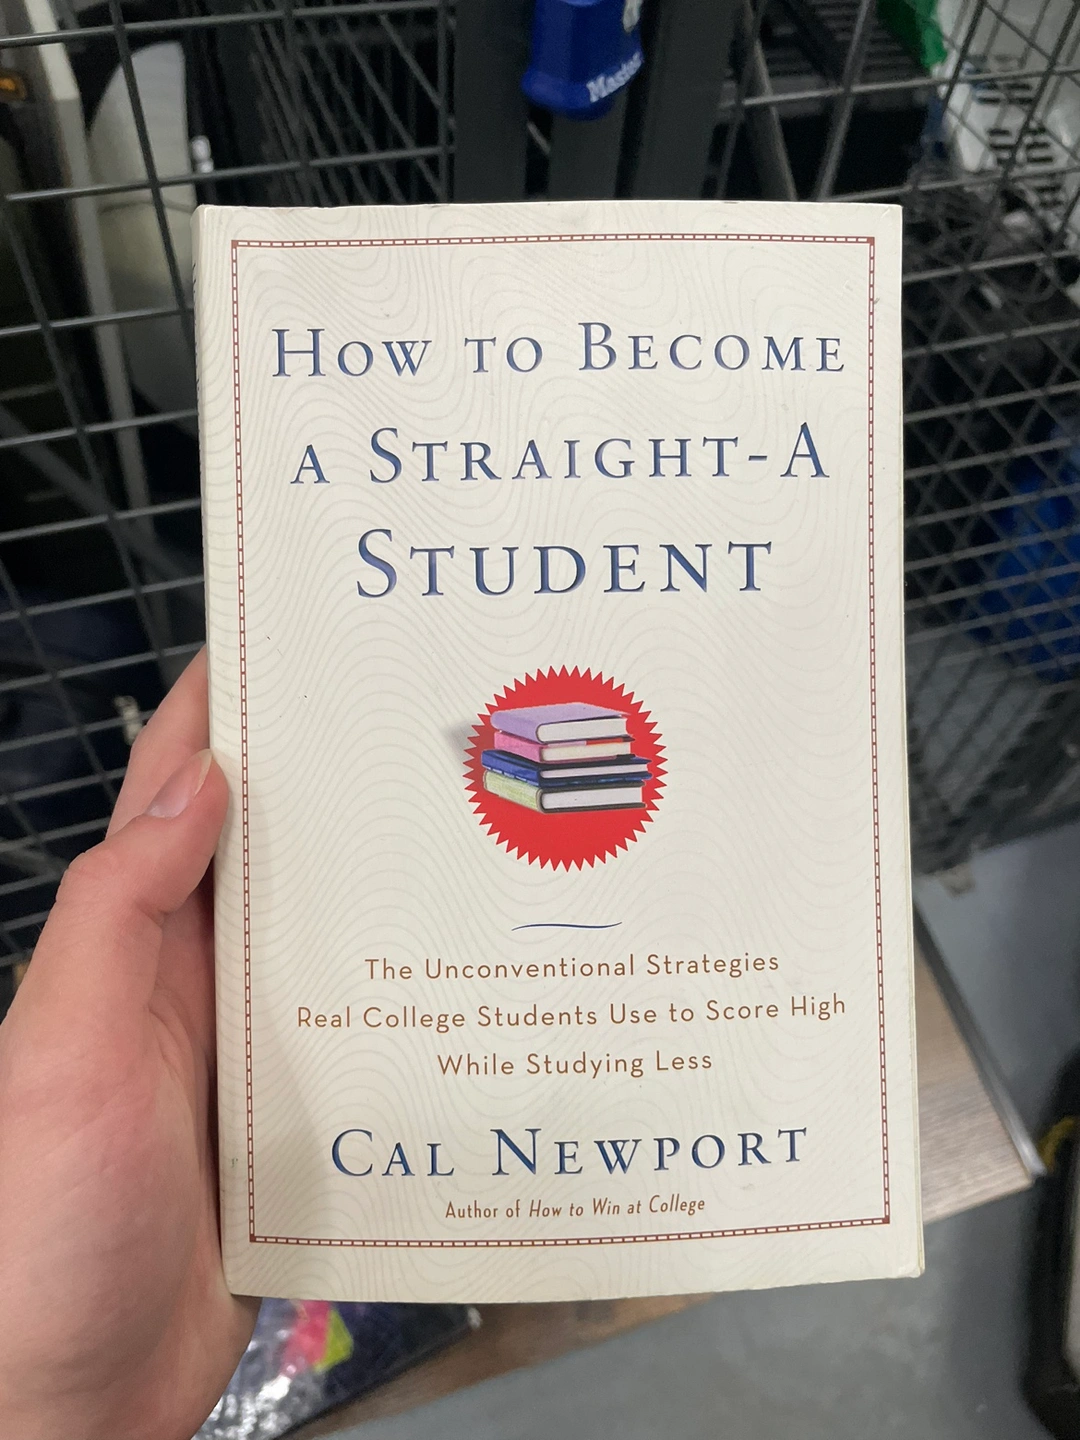 Master
How to Become
a Straight-A
Student
The Unconventional Strategies
Real College Students Use to Score High
While Studying Less
Cal Newport
Author of How to Win at College